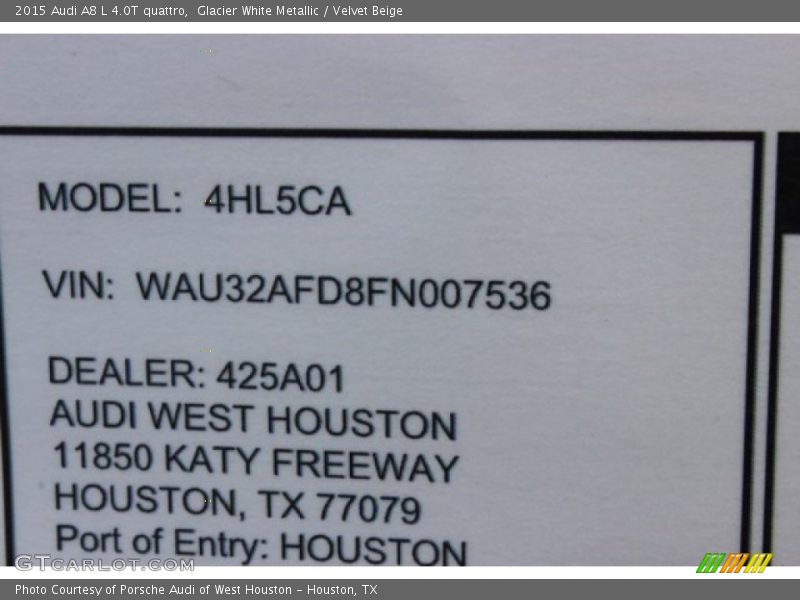 2015 Audi A8 L 4.0T quattro,  Glacier White Metallic / Velvet Beige
MODEL: 4HL5CA
VIN: WAU32AFD8FN007536
DEALER: 425A01
AUDI WEST HOUSTON
11850 KATY FREEWAY
HOUSTON, TX 77079
Port of Entry: HOUSTON
GTcarlot.com
Photo Courtesy of Porsche Audi of West Houston - Houston, TX